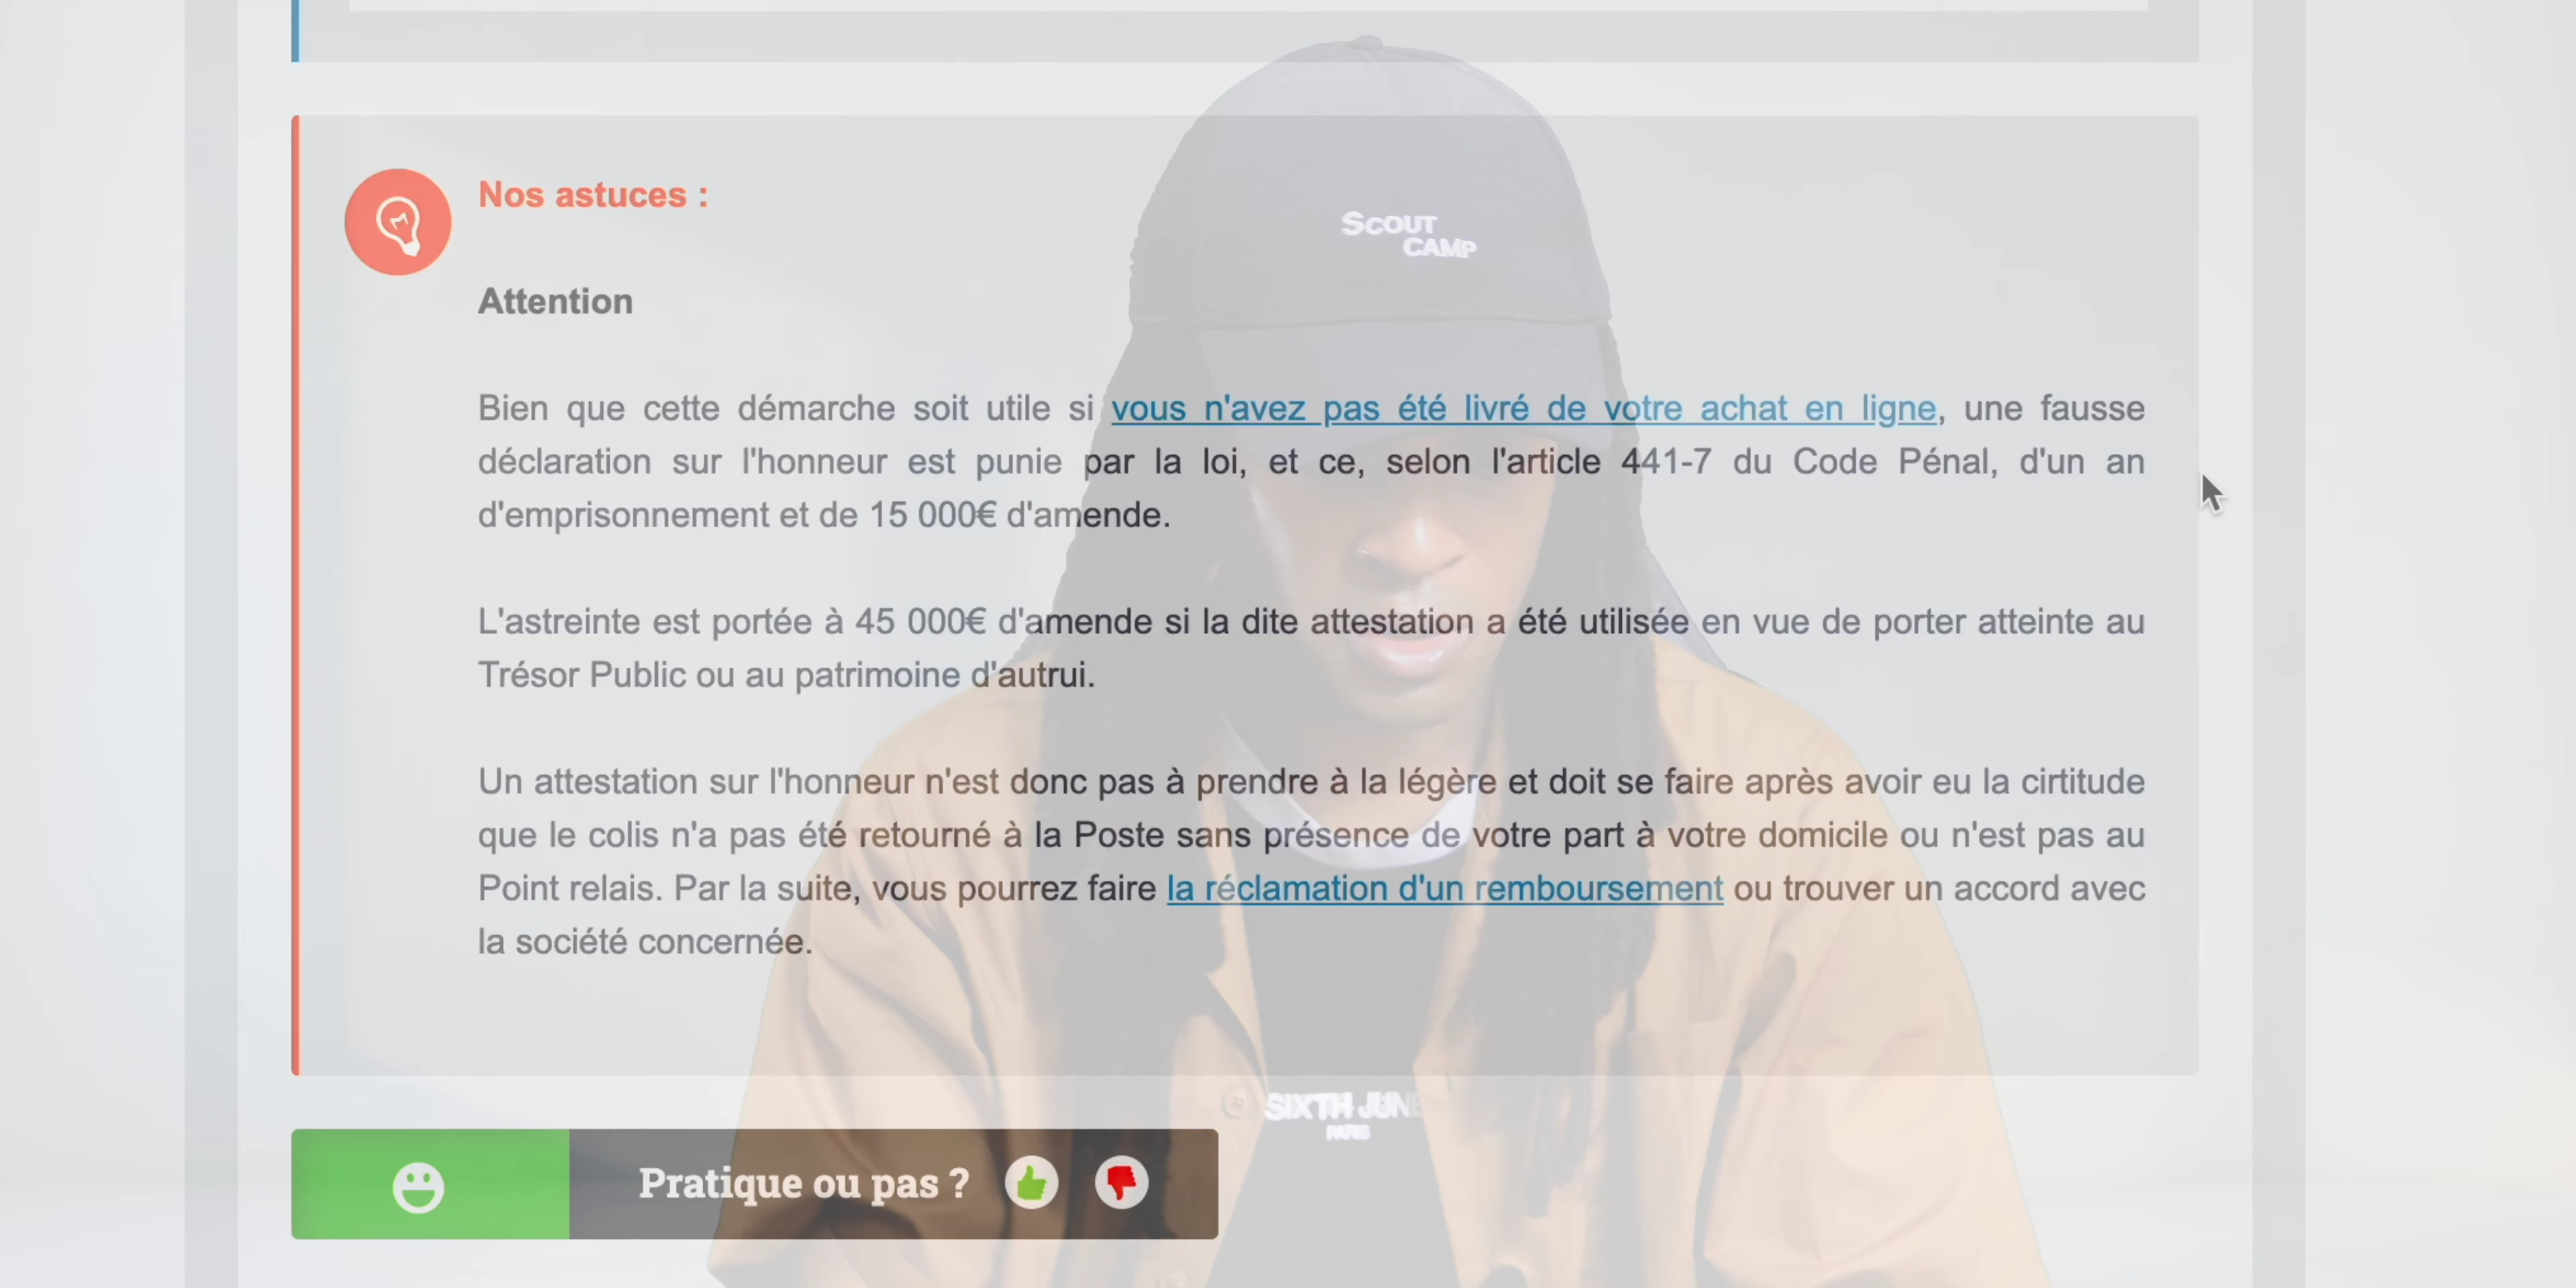 Nos astuces :
Attention
Bien que cette démarche soit utile si vous n'avez pas été livré de votre achat en ligne, une fausse
déclaration sur l'honneur est punie par la loi, et ce, selon l'article 441-7 du Code Pénal, d'un an
d'emprisonnement et de 15 000€ d'amende.
L'astreinte est portée à 45 000€ d'amende si la dite attestation a été utilisée en vue de porter atteinte au
Trésor Public ou au patrimoine d'autrui.
Un attestation sur l'honneur n'est donc pas à prendre à la légère et doit se faire après avoir eu la cirtitude
que le colis n'a pas été retourné à la Poste sans présence de votre part à votre domicile ou n'est pas au
Point relais. Par la suite, vous pourrez faire la réclamation d'un remboursement ou trouver un accord avec
la société concernée.
Pratique ou pas ?
SCOUT
CAMP
SIXTH JUNE
PARIS